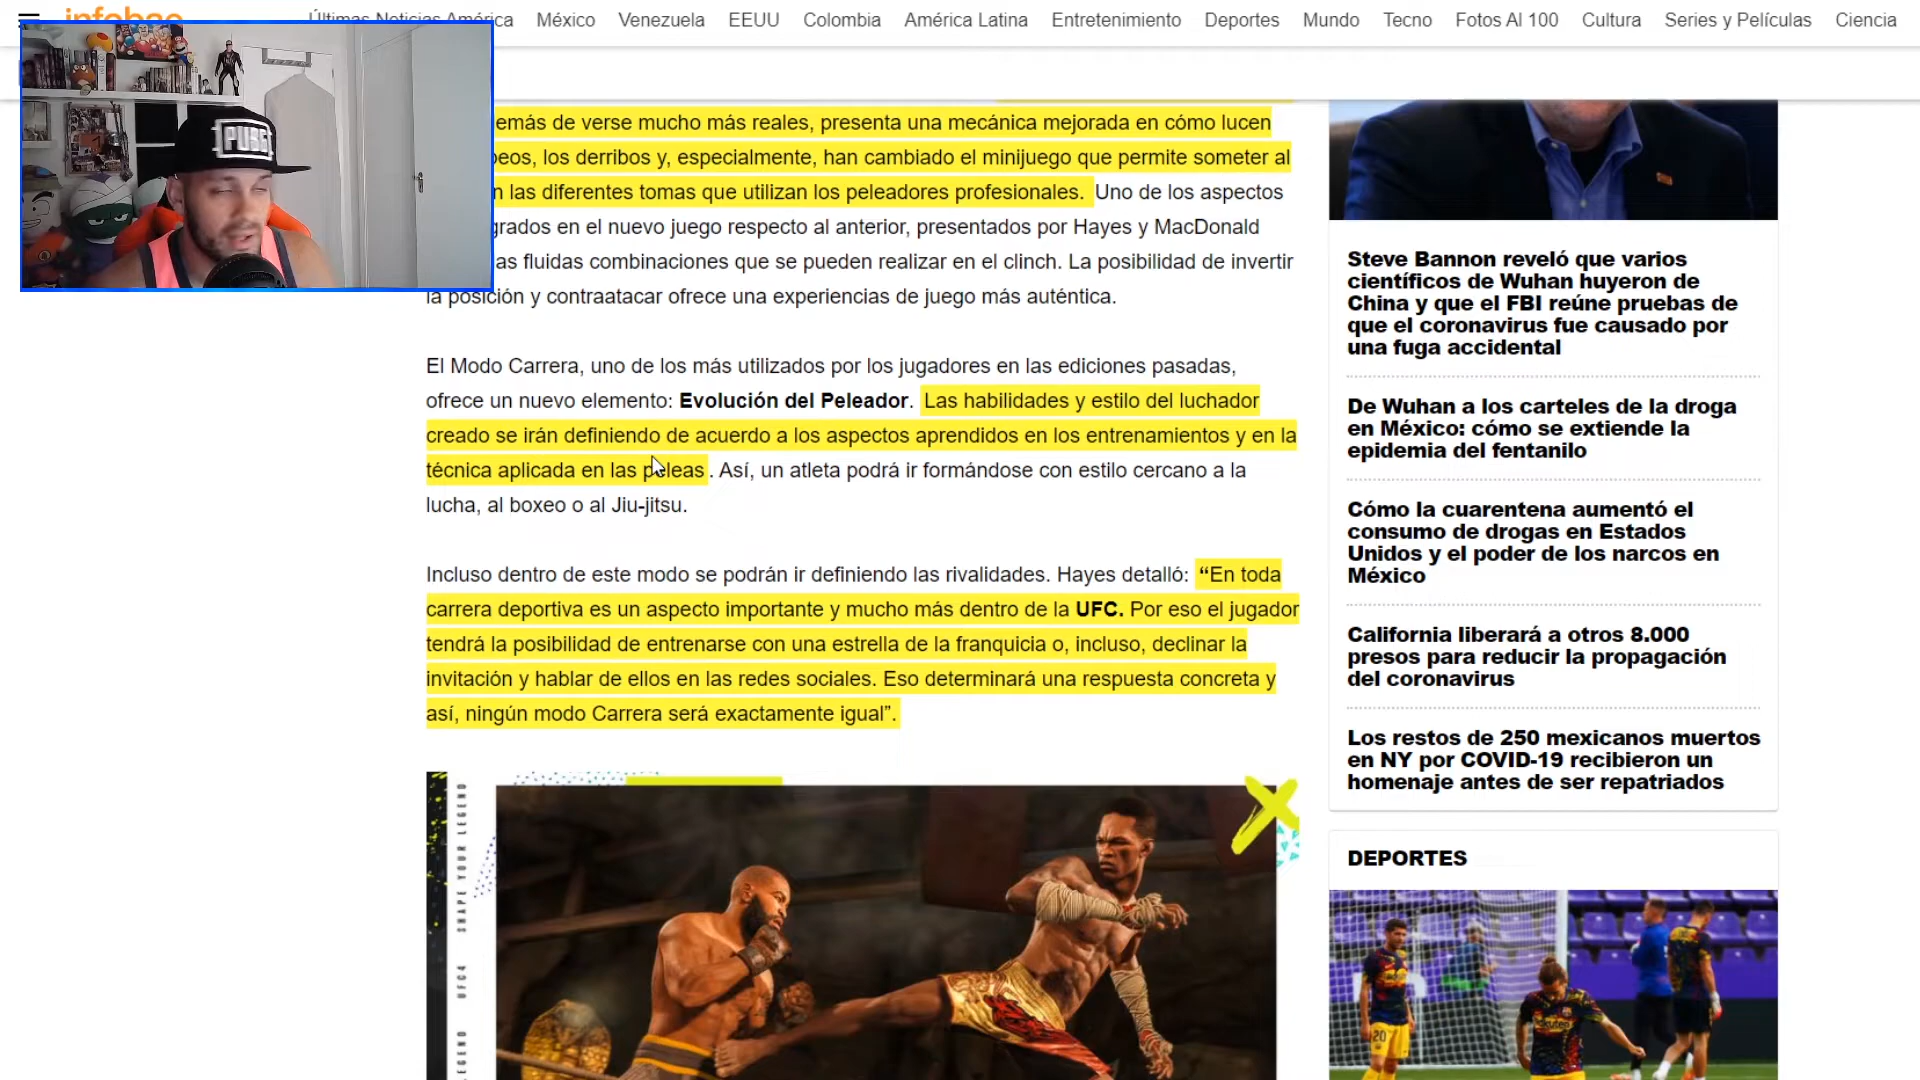 infobae
Últimas Noticias América
México
Venezuela
EEUU
Colombia
América Latina
Entretenimiento
Deportes
Mundo
Tecno
Fotos Al 100
Cultura
Series y Películas
Ciencia
PUBG
emás de verse mucho más reales, presenta una mecánica mejorada en cómo lucen
peos, los derribos y, especialmente, han cambiado el minijuego que permite someter al
n las diferentes tomas que utilizan los peleadores profesionales. Uno de los aspectos
grados en el nuevo juego respecto al anterior, presentados por Hayes y MacDonald
as fluidas combinaciones que se pueden realizar en el clinch. La posibilidad de invertir
la posición y contraatacar ofrece una experiencias de juego más auténtica.
El Modo Carrera, uno de los más utilizados por los jugadores en las ediciones pasadas,
ofrece un nuevo elemento: Evolución del Peleador. Las habilidades y estilo del luchador
creado se irán definiendo de acuerdo a los aspectos aprendidos en los entrenamientos y en la
técnica aplicada en las peleas. Así, un atleta podrá ir formándose con estilo cercano a la
lucha, al boxeo o al Jiu-jitsu.
Incluso dentro de este modo se podrán ir definiendo las rivalidades. Hayes detalló: “En toda
carrera deportiva es un aspecto importante y mucho más dentro de la UFC. Por eso el jugador
tendrá la posibilidad de entrenarse con una estrella de la franquicia o, incluso, declinar la
invitación y hablar de ellos en las redes sociales. Eso determinará una respuesta concreta y
así, ningún modo Carrera será exactamente igual”.
SHAPE YOUR LEGEND
UFC4
LEGEND
Steve Bannon reveló que varios
científicos de Wuhan huyeron de
China y que el FBI reúne pruebas de
que el coronavirus fue causado por
una fuga accidental
De Wuhan a los carteles de la droga
en México: cómo se extiende la
epidemia del fentanilo
Cómo la cuarentena aumentó el
consumo de drogas en Estados
Unidos y el poder de los narcos en
México
California liberará a otros 8.000
presos para reducir la propagación
del coronavirus
Los restos de 250 mexicanos muertos
en NY por COVID-19 recibieron un
homenaje antes de ser repatriados
DEPORTES
20